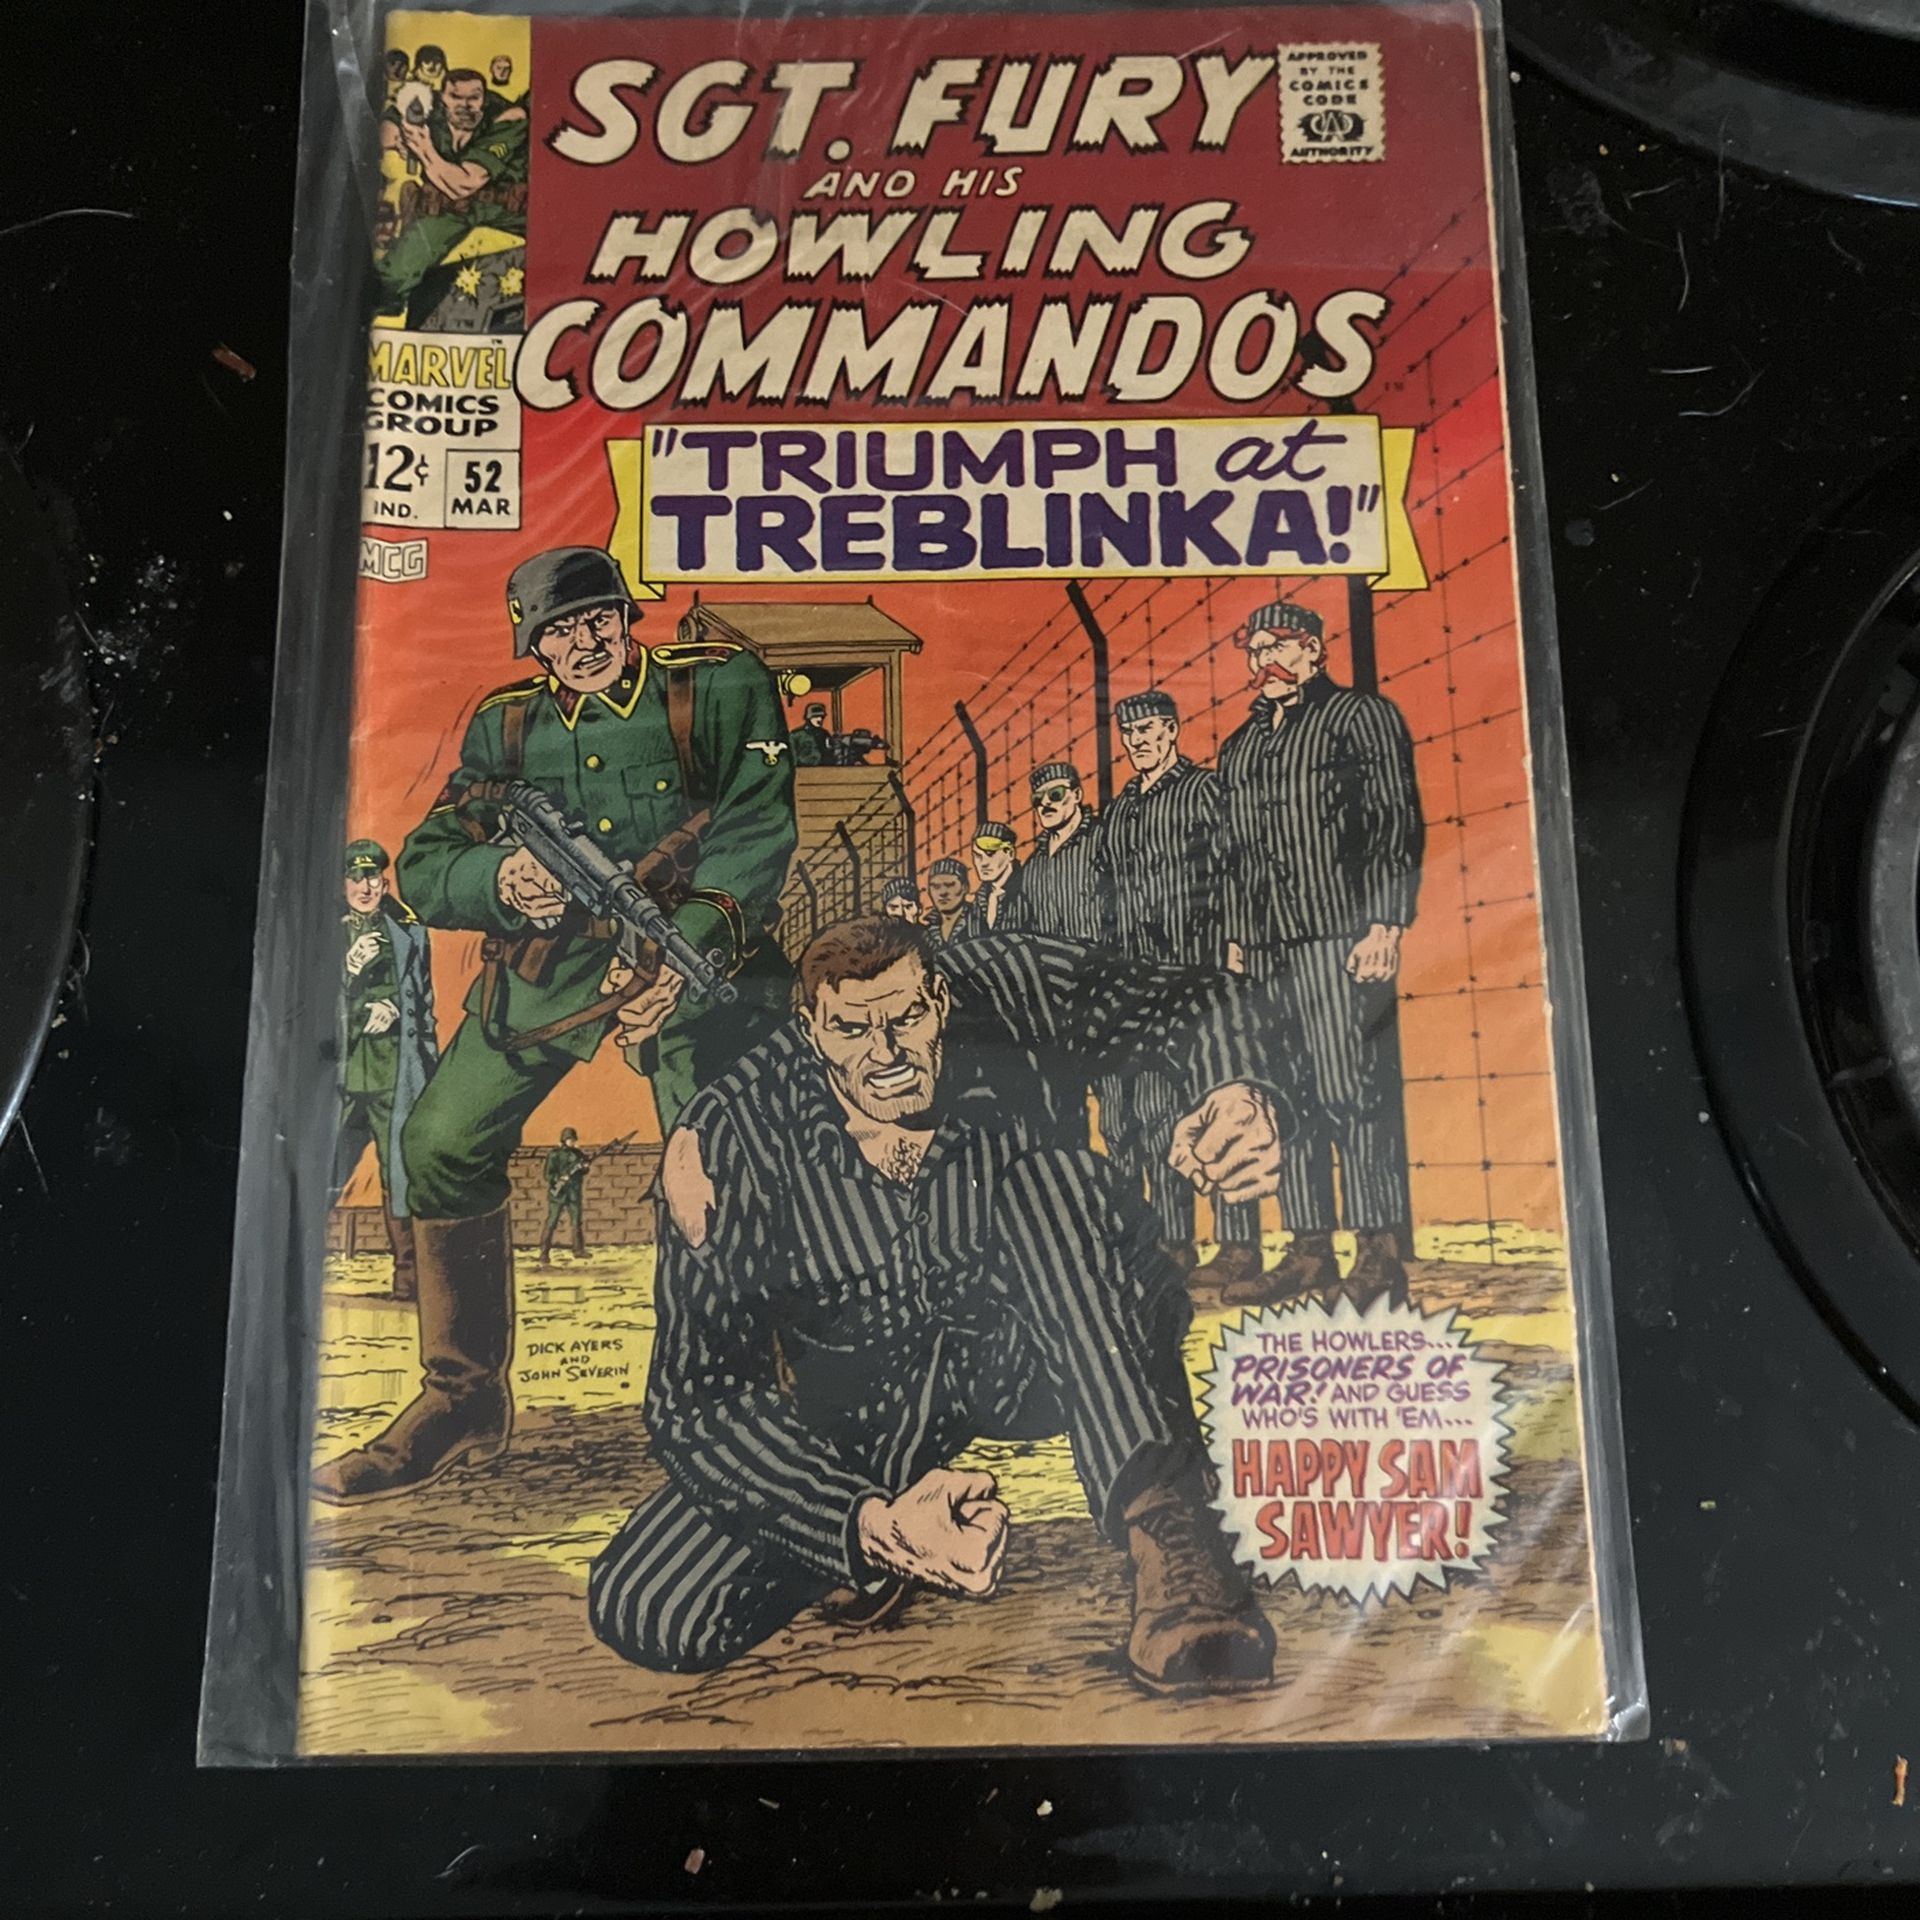 SGT. FURY
AND HIS
HOWLING
COMMANDOS
APPROVED
BY THE
COMICS
CODE
CA
AUTHORITY
MARVEL™
COMICS
GROUP
12¢
IND.
52
MAR
MCG
"TRIUMPH at
TREBLINKA!"
DICK AYERS
AND
JOHN SEVERIN
THE HOWLERS...
PRISONERS OF
WAR! AND GUESS
WHO'S WITH 'EM...
HAPPY SAM
SAWYER!